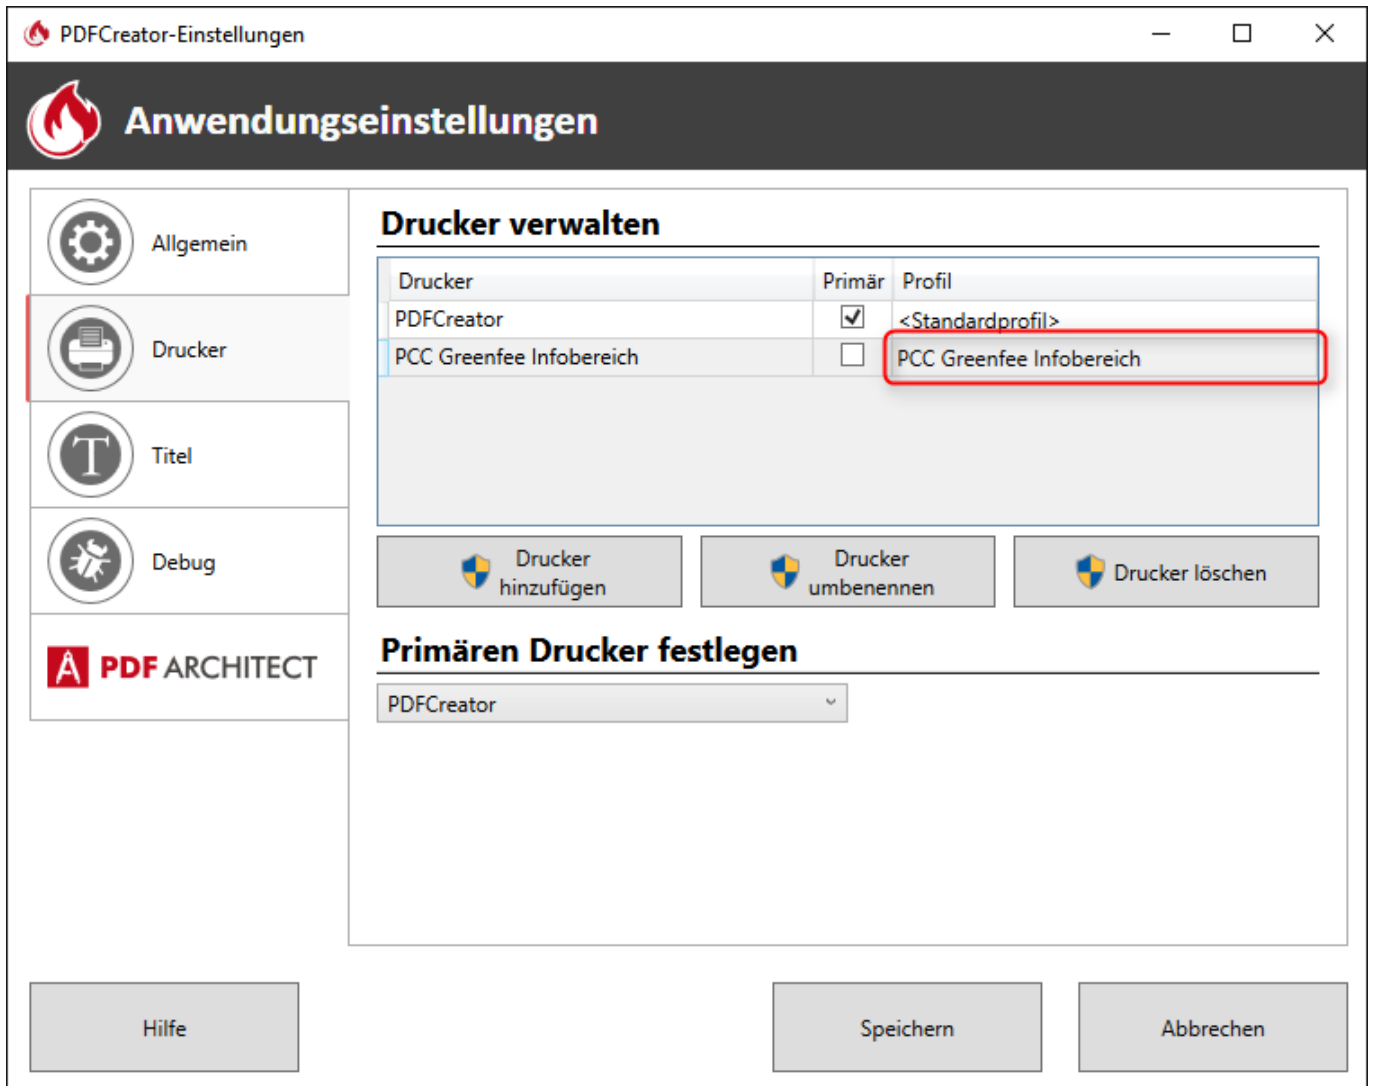 PDFCreator-Einstellungen
Anwendungseinstellungen
Allgemein
Drucker
Titel
Debug
PDF ARCHITECT
Drucker verwalten
Drucker Primär Profil
PDFCreator <Standardprofil>
PCC Greenfee Infobereich PCC Greenfee Infobereich
Drucker
hinzufügen
Drucker
umbenennen
Drucker löschen
Primären Drucker festlegen
PDFCreator
Hilfe
Speichern
Abbrechen